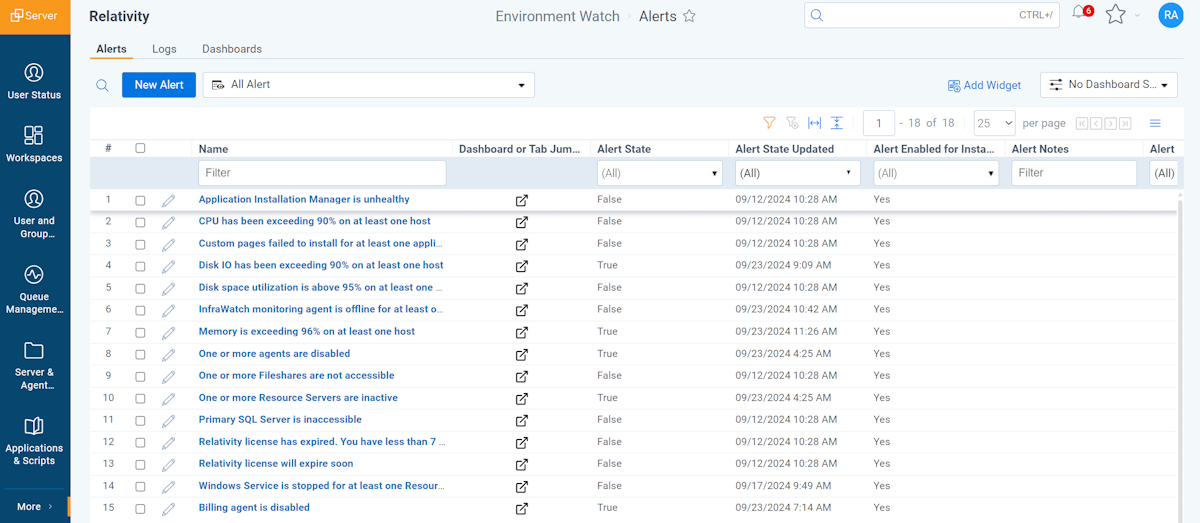 Server
Relativity
Environment Watch › Alerts
CTRL+/
6
RA
Alerts Logs Dashboards
New Alert
All Alert
Add Widget
No Dashboard S...
1 - 18 of 18 25 per page
# Name Dashboard or Tab Jum... Alert State Alert State Updated Alert Enabled for Insta... Alert Notes Alert
Filter (All) (All) (All) Filter (All)
1 Application Installation Manager is unhealthy False 09/12/2024 10:28 AM Yes
2 CPU has been exceeding 90% on at least one host False 09/12/2024 10:28 AM Yes
3 Custom pages failed to install for at least one appli... False 09/12/2024 10:28 AM Yes
4 Disk IO has been exceeding 90% on at least one host True 09/23/2024 9:09 AM Yes
5 Disk space utilization is above 95% on at least one ... False 09/12/2024 10:28 AM Yes
6 InfraWatch monitoring agent is offline for at least o... False 09/23/2024 10:42 AM Yes
7 Memory is exceeding 96% on at least one host True 09/23/2024 11:26 AM Yes
8 One or more agents are disabled True 09/23/2024 4:25 AM Yes
9 One or more Fileshares are not accessible False 09/12/2024 10:28 AM Yes
10 One or more Resource Servers are inactive True 09/23/2024 4:25 AM Yes
11 Primary SQL Server is inaccessible False 09/12/2024 10:28 AM Yes
12 Relativity license has expired. You have less than 7 ... False 09/12/2024 10:28 AM Yes
13 Relativity license will expire soon False 09/12/2024 10:28 AM Yes
14 Windows Service is stopped for at least one Resour... False 09/17/2024 9:49 AM Yes
15 Billing agent is disabled True 09/23/2024 7:14 AM Yes
User Status
Workspaces
User and
Group...
Queue
Manageme...
Server &
Agent...
Applications
& Scripts
More ›